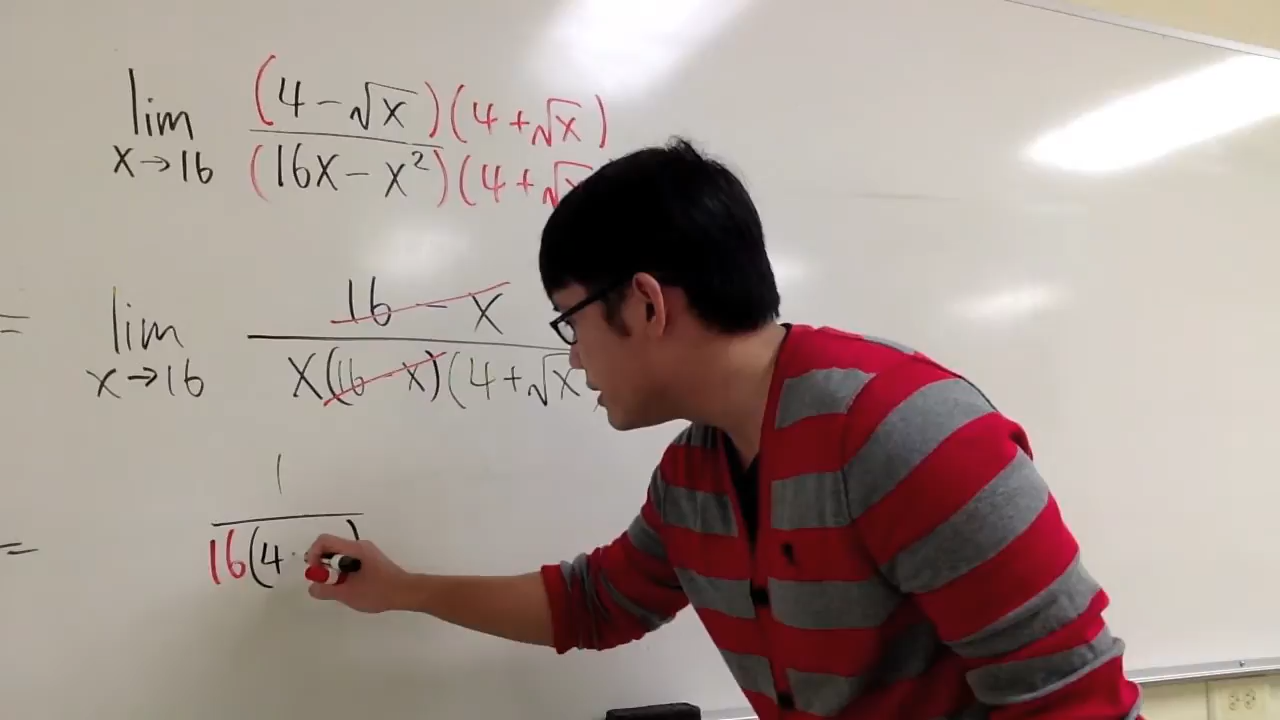 lim (4 - √x)(4 + √x)
x→16 (16x - x²)(4 + √x
= lim 16 - x
x→16 x(16 - x)(4 + √x
1
= 16(4 )